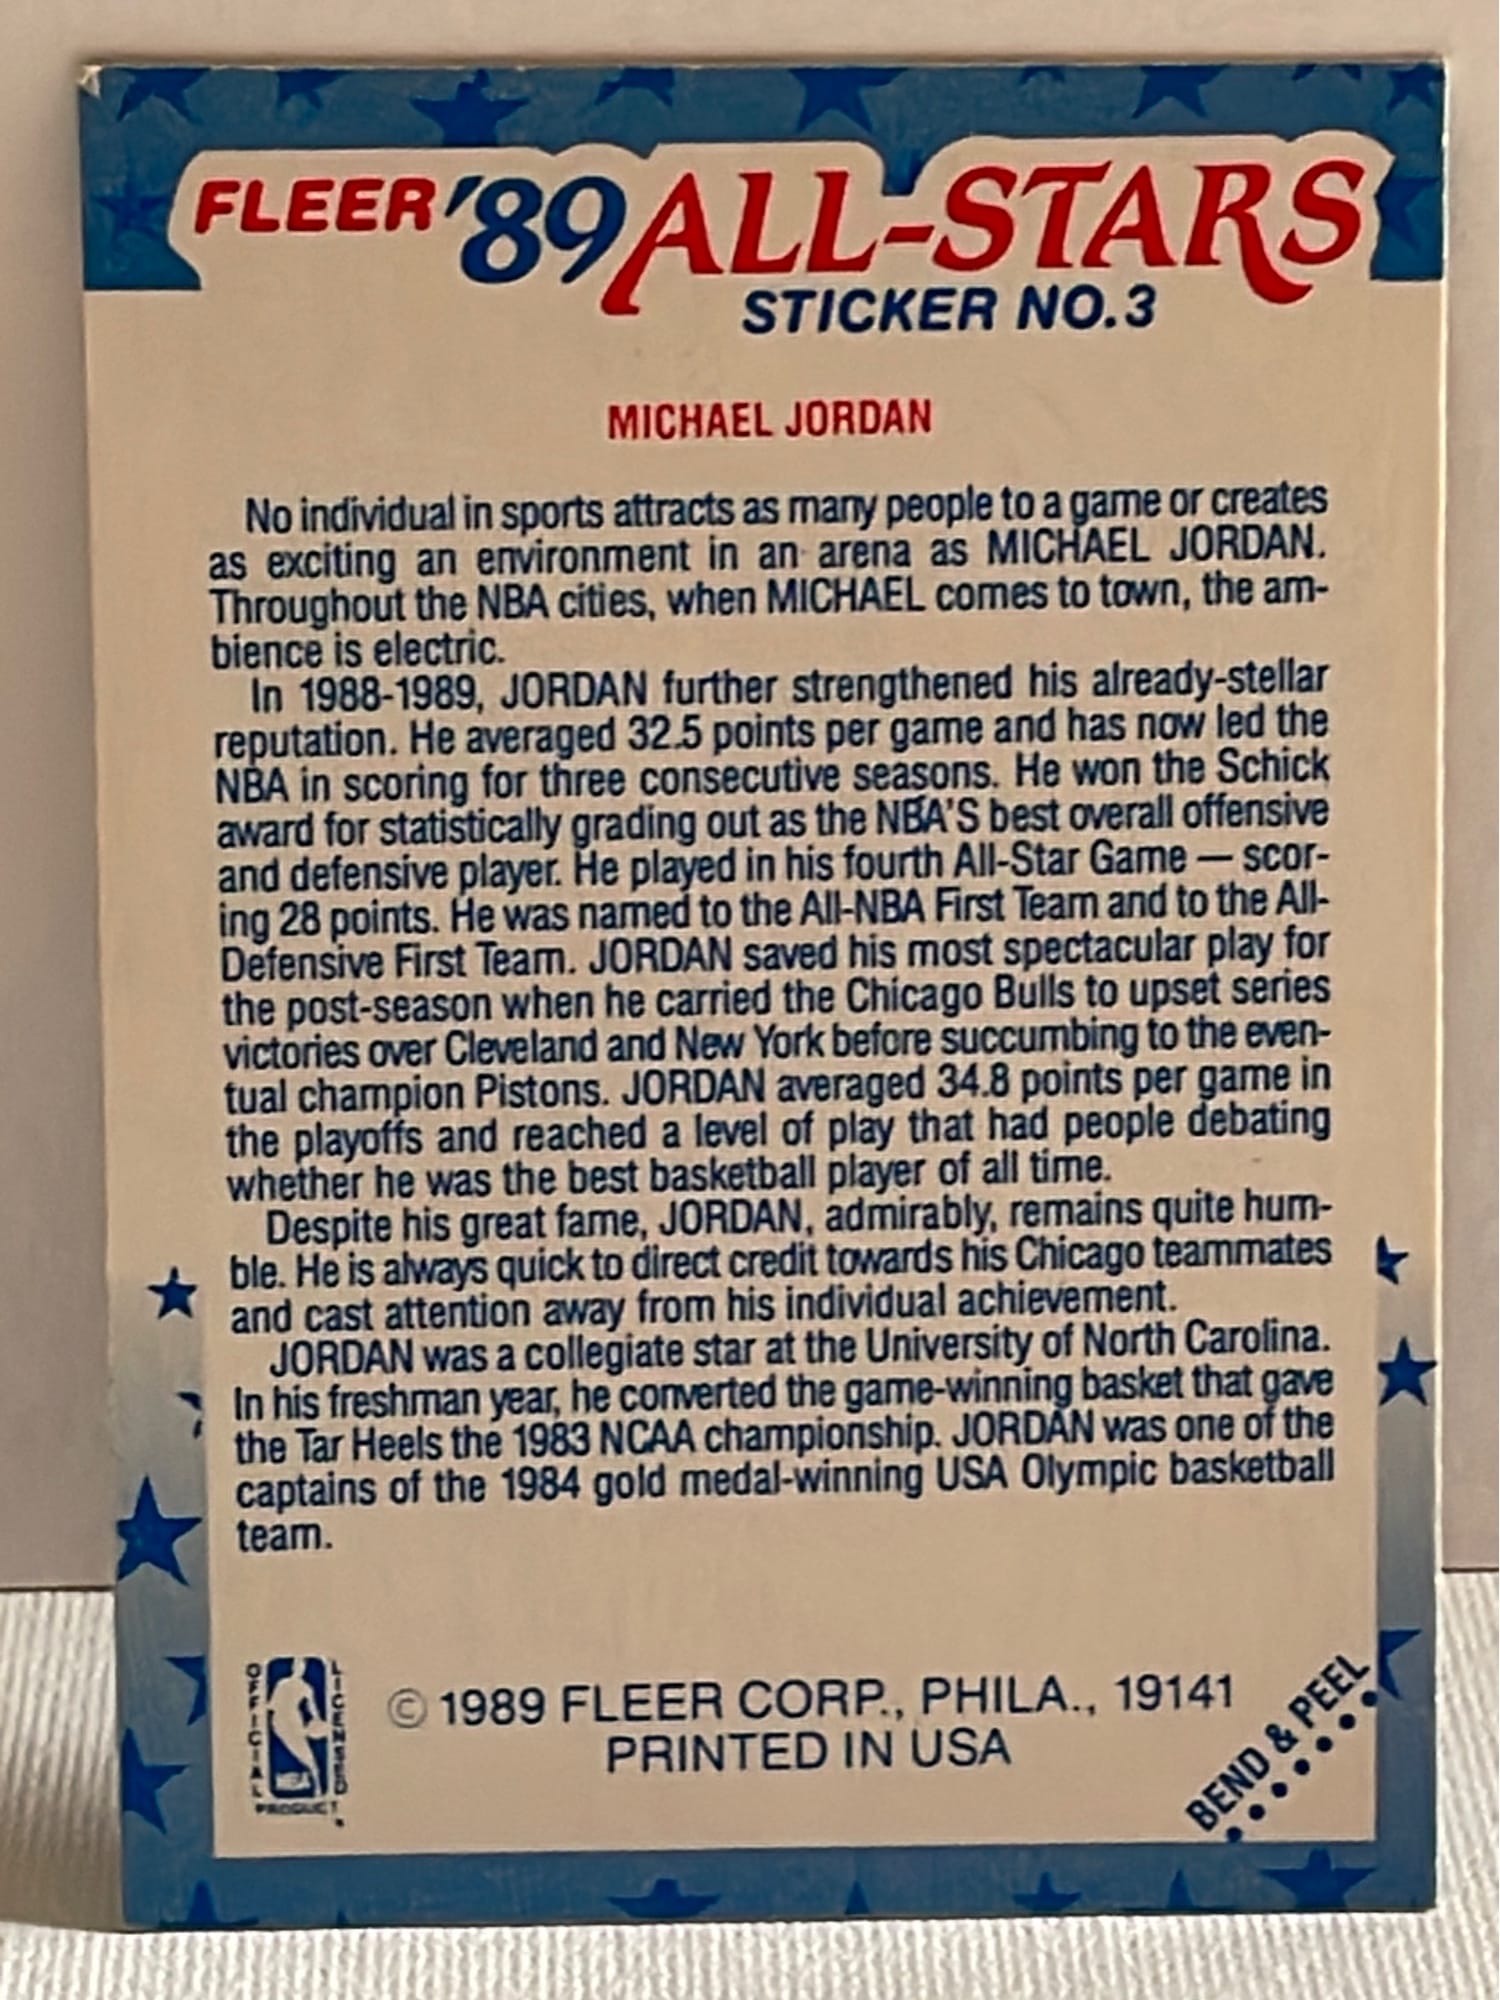 FLEER '89 ALL-STARS
STICKER NO. 3
MICHAEL JORDAN
No individual in sports attracts as many people to a game or creates
as exciting an environment in an arena as MICHAEL JORDAN.
Throughout the NBA cities, when MICHAEL comes to town, the am-
bience is electric.
In 1988-1989, JORDAN further strengthened his already-stellar
reputation. He averaged 32.5 points per game and has now led the
NBA in scoring for three consecutive seasons. He won the Schick
award for statistically grading out as the NBA'S best overall offensive
and defensive player. He played in his fourth All-Star Game — scor-
ing 28 points. He was named to the All-NBA First Team and to the All-
Defensive First Team. JORDAN saved his most spectacular play for
the post-season when he carried the Chicago Bulls to upset series
victories over Cleveland and New York before succumbing to the even-
tual champion Pistons. JORDAN averaged 34.8 points per game in
the playoffs and reached a level of play that had people debating
whether he was the best basketball player of all time.
Despite his great fame, JORDAN, admirably, remains quite hum-
ble. He is always quick to direct credit towards his Chicago teammates
and cast attention away from his individual achievement.
JORDAN was a collegiate star at the University of North Carolina.
In his freshman year, he converted the game-winning basket that gave
the Tar Heels the 1983 NCAA championship. JORDAN was one of the
captains of the 1984 gold medal-winning USA Olympic basketball
team.
OFFICIAL
LICENSED
NBA
PRODUCT
© 1989 FLEER CORP., PHILA., 19141
PRINTED IN USA
BEND & PEEL